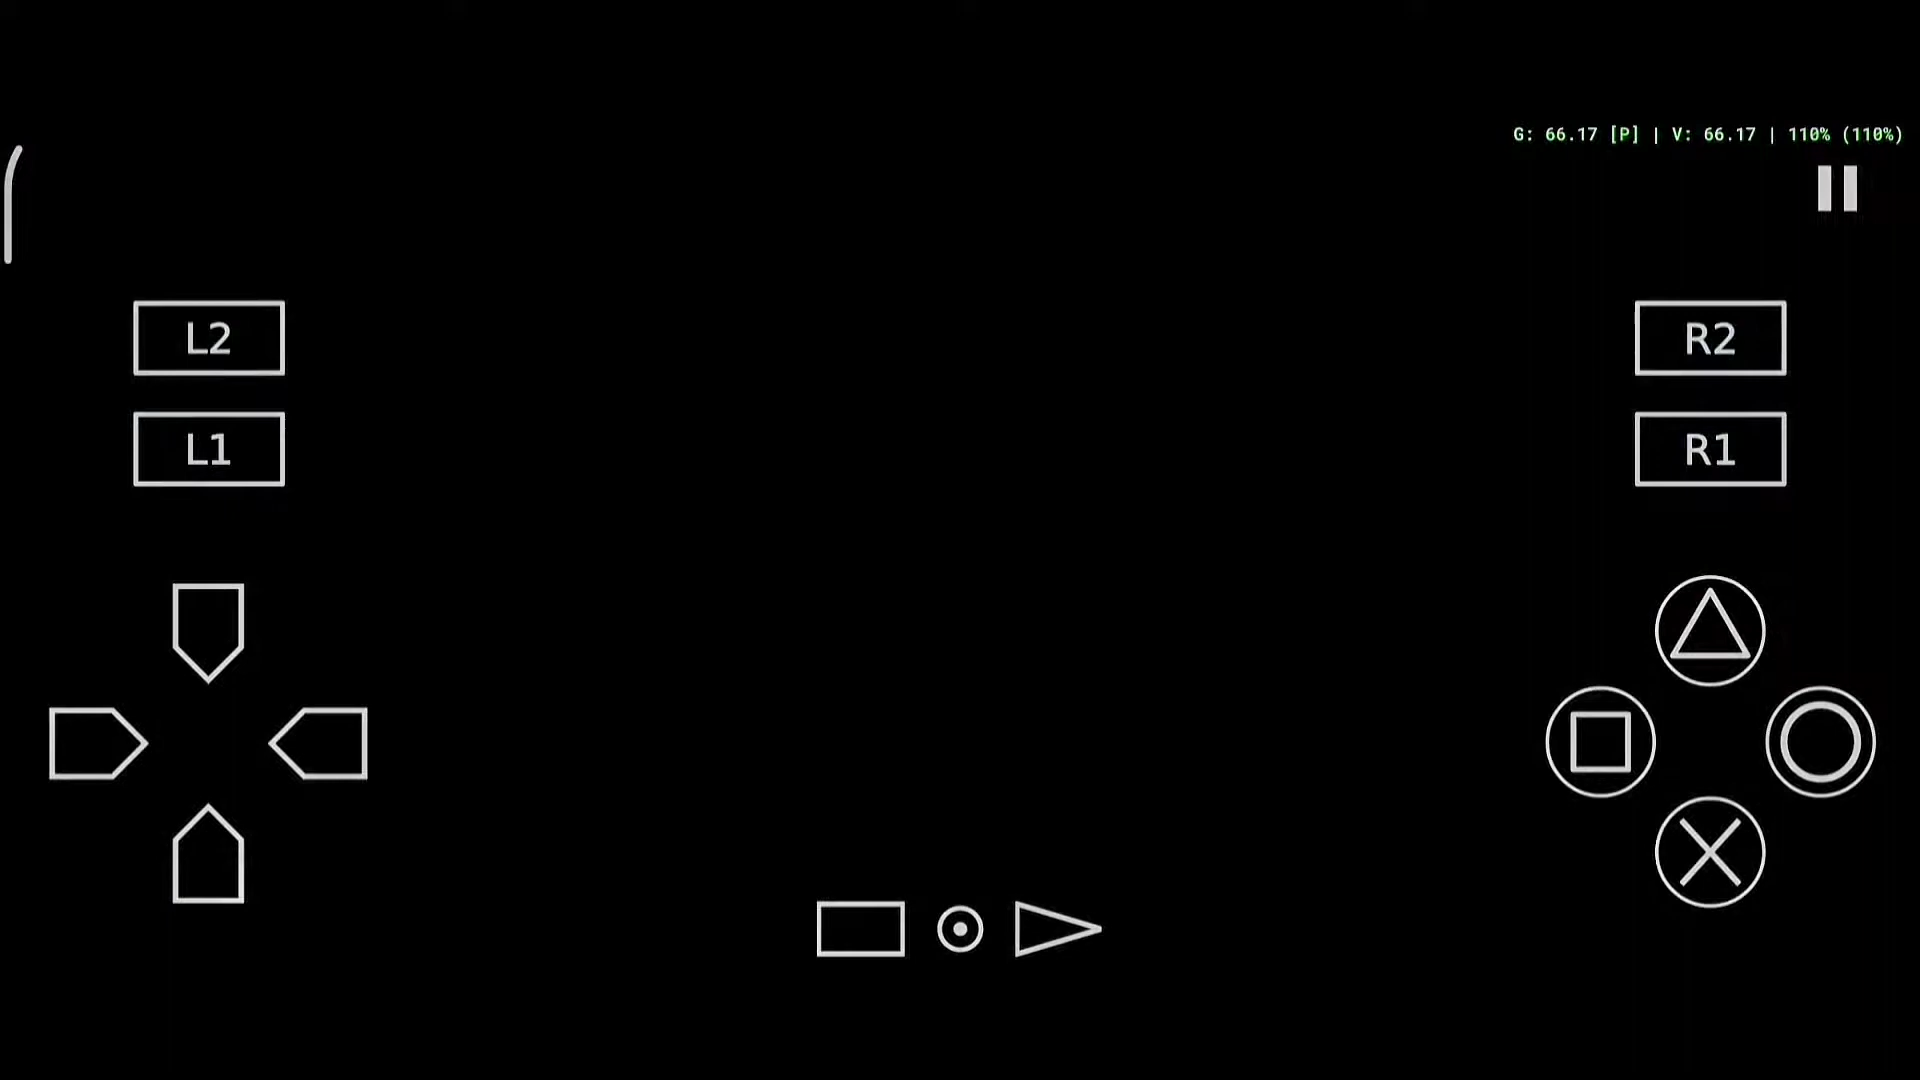 G: 66.17 [P] | V: 66.17 | 110% (110%)
L2
R2
L1
R1